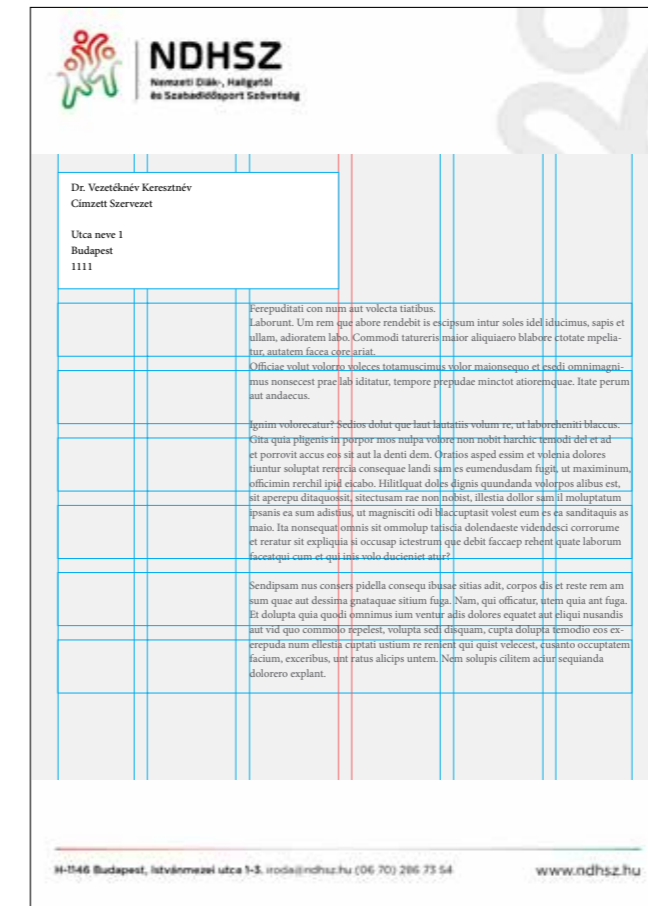 NDHSZ
Nemzeti Diák-, Hallgatói
és Szabadidősport Szövetség
Dr. Vezetéknév Keresztnév
Címzett Szervezet
Utca neve 1
Budapest
1111
Ferepuditati con num aut volecta tiatibus.
Laborunt. Um rem que abore rendebit is escipsum intur soles idel iducimus, sapis et
ullam, adioratem labo. Commodi tatureris maior aliquiaero blabore ctotate mpelia-
tur, autatem facea core ariat.
Officiae volut volorro voleces totamuscimus volor maionsequo et esedi omnimagni-
mus nonsecest prae lab iditatur, tempore prepudae minctot atioremquae. Itate perum
aut andaecus.
Ignim volorecatur? Sedios dolut que laut lautatiis volum re, ut laboreheniti blaccus.
Gita quia pligenis in porpor mos nulpa volore non nobit harchic temodi del et ad
et porrovit accus eos sit aut la denti dem. Oratios asped essim et volenia dolores
tiuntur soluptat rerercia consequae landi sam es eumendusdam fugit, ut maximinum,
officimin rerchil ipid eicabo. Hilitlquat doles dignis quundanda volorpos alibus est,
sit aperepu ditaquossit, sitectusam rae non nobist, illestia dollor sam il moluptatum
ipsanis ea sum adistius, ut magnisciti odi blaccuptasit volest eum es ea sanditaquis as
maio. Ita nonsequat omnis sit ommolup tatiscia dolendaeste videndesci corrorume
et reratur sit expliquia si occusap ictestrum que debit faccaep rehent quate laborum
faceatqui cum et qui inis volo ducieniet atur?
Sendipsam nus consers pidella consequ ibusae sitias adit, corpos dis et reste rem am
sum quae aut dessima gnataquae sitium fuga. Nam, qui officatur, utem quia ant fuga.
Et dolupta quia quodi omnimus ium ventur adis dolores equatet aut eliqui nusandis
aut vid quo commolo repelest, volupta sedi disquam, cupta dolupta temodio eos ex-
erepuda num ellestia cuptati ustium re renient qui quist velecest, cusanto occuptatem
facium, exceribus, unt ratus alicips untem. Nem solupis cilitem aciur sequianda
dolorero explant.
H-1146 Budapest, Istvánmezei utca 1-3. iroda@ndhsz.hu (06 70) 286 73 54
www.ndhsz.hu